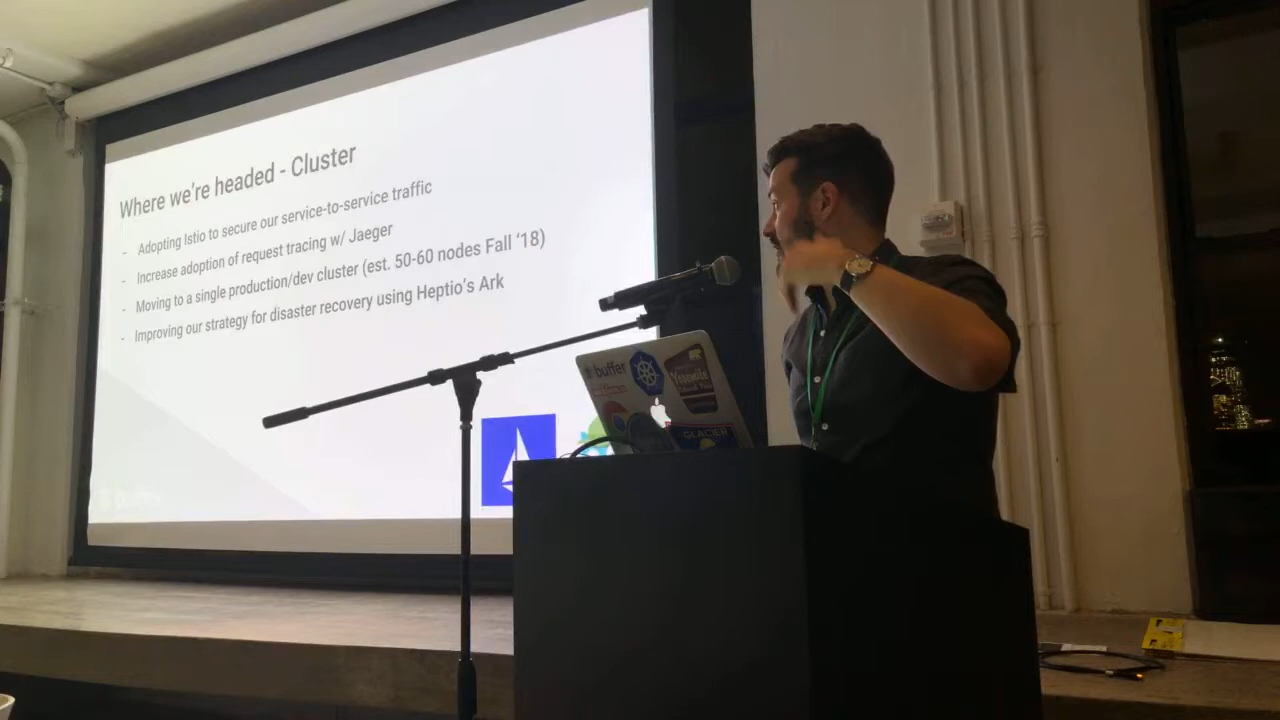 Where we're headed - Cluster
- Adopting Istio to secure our service-to-service traffic
- Increase adoption of request tracing w/ Jaeger
- Moving to a single production/dev cluster (est. 50-60 nodes Fall '18)
- Improving our strategy for disaster recovery using Heptio's Ark
buffer
Yosemite
GLACIER